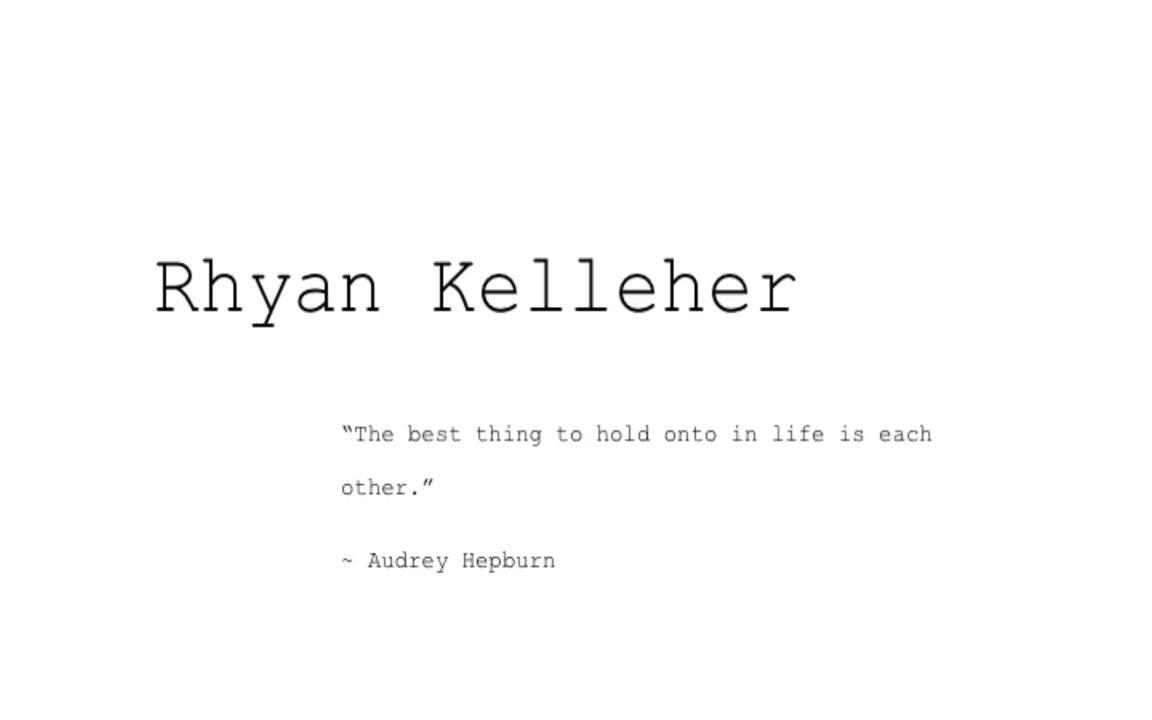 Rhyan Kelleher
“The best thing to hold onto in life is each
other.”
~ Audrey Hepburn